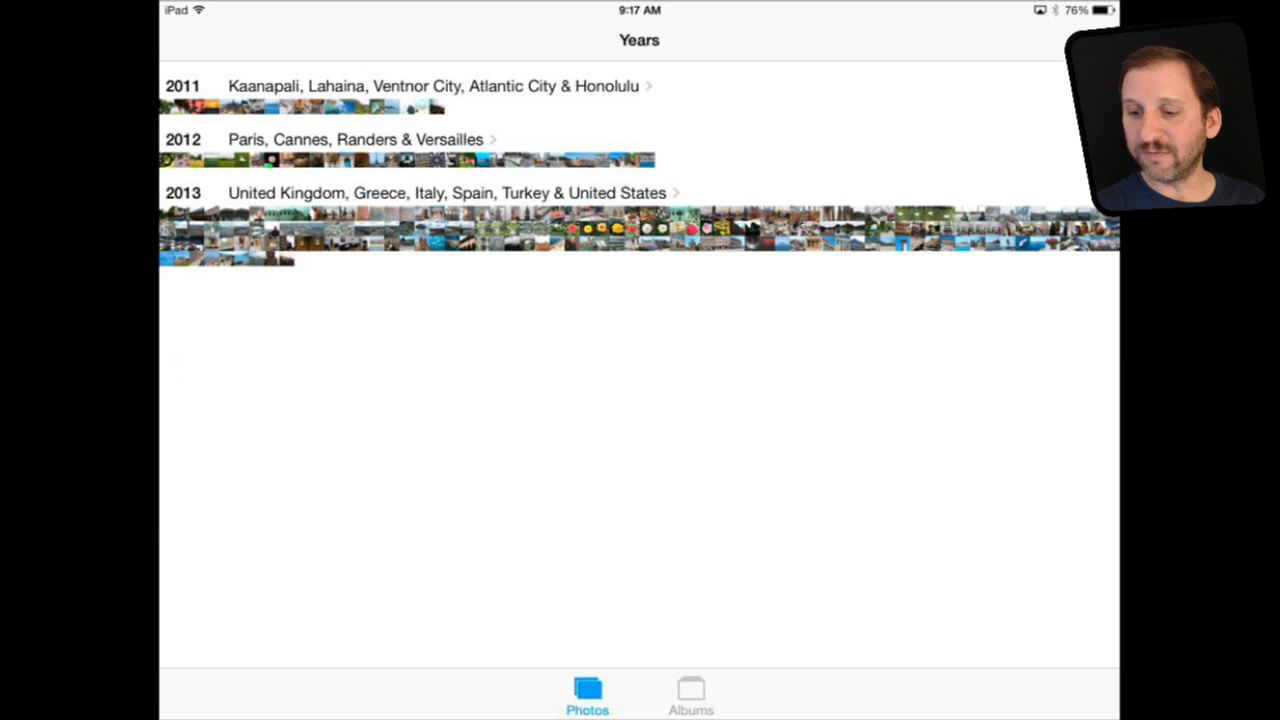 iPad
9:17 AM
76%
Years
2011 Kaanapali, Lahaina, Ventnor City, Atlantic City & Honolulu
2012 Paris, Cannes, Randers & Versailles
2013 United Kingdom, Greece, Italy, Spain, Turkey & United States
Photos
Albums